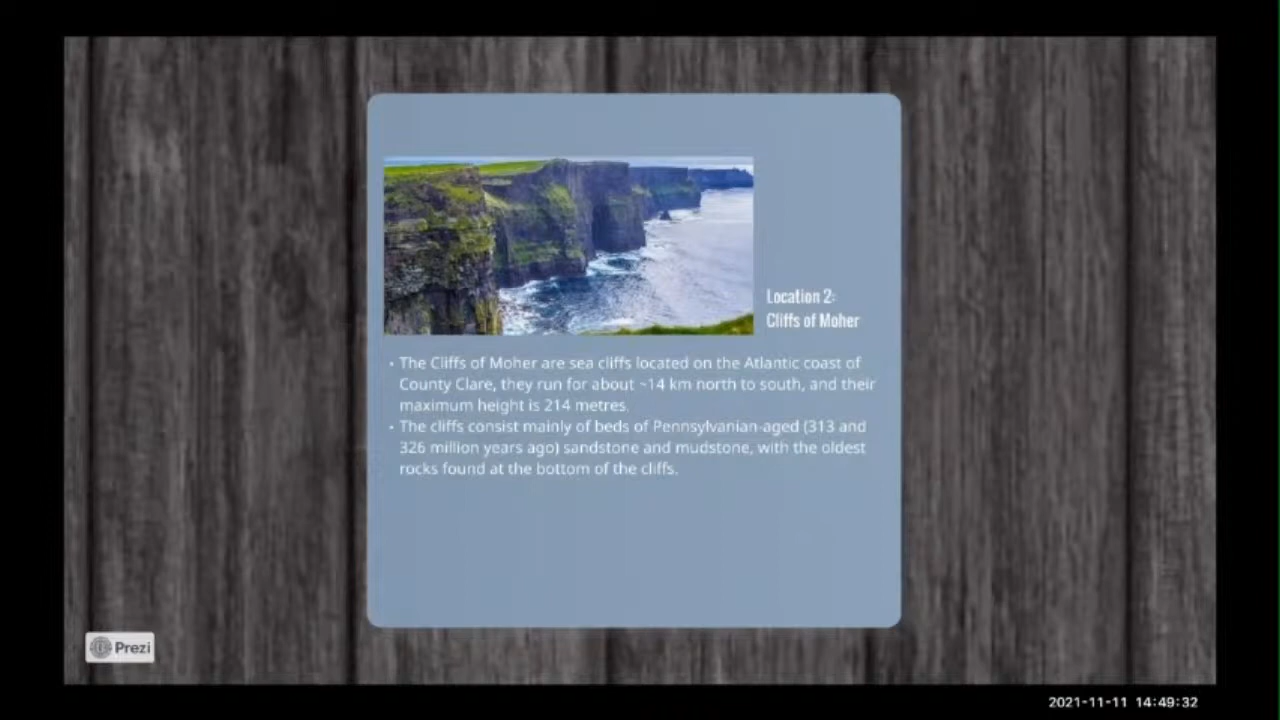 Location 2:
Cliffs of Moher
• The Cliffs of Moher are sea cliffs located on the Atlantic coast of
County Clare, they run for about ~14 km north to south, and their
maximum height is 214 metres.
• The cliffs consist mainly of beds of Pennsylvanian-aged (313 and
326 million years ago) sandstone and mudstone, with the oldest
rocks found at the bottom of the cliffs.
Prezi
2021-11-11 14:49:32